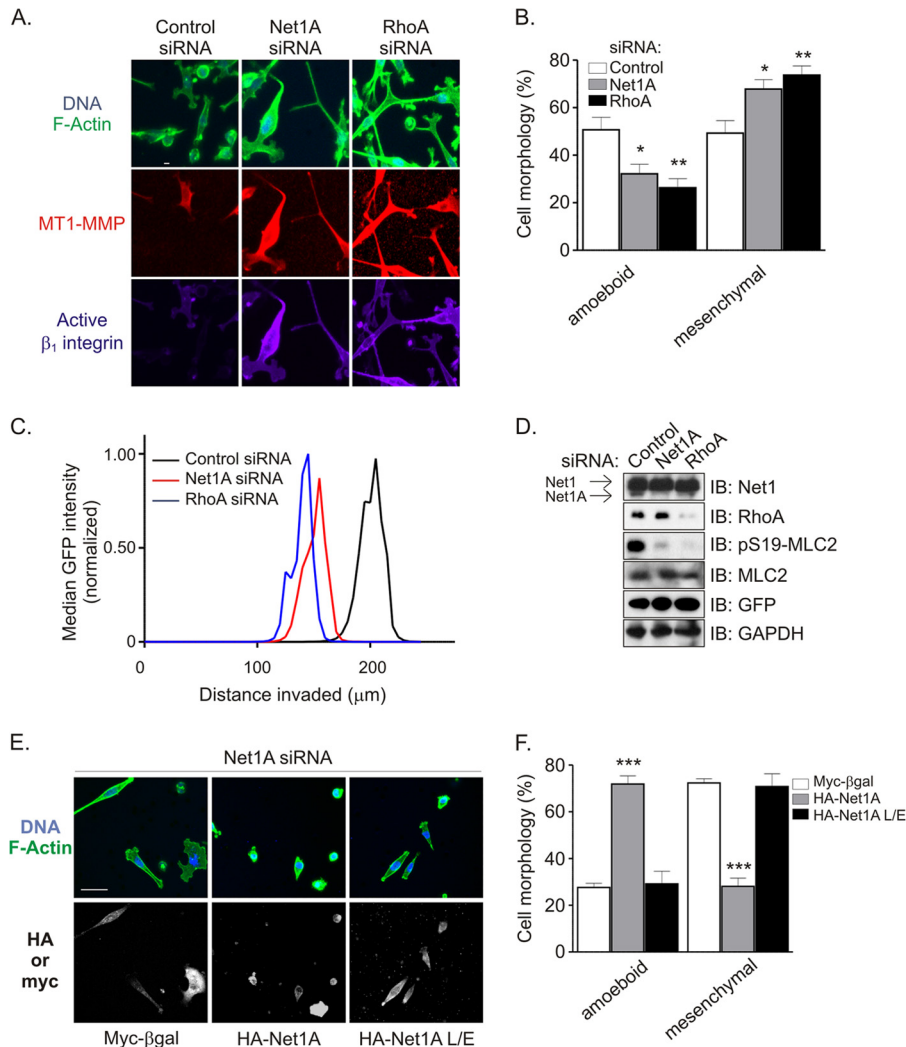 A.
Control
siRNA
Net1A
siRNA
RhoA
siRNA
DNA
F-Actin
MT1-MMP
Active
β1 integrin
B.
siRNA:
Control
Net1A
RhoA
Cell morphology (%)
80
60
40
20
0
*
**
*
**
amoeboid
mesenchymal
C.
Median GFP intensity
(normalized)
1.00
0.50
0
Control siRNA
Net1A siRNA
RhoA siRNA
0
100
200
Distance invaded (μm)
D.
siRNA:
Control
Net1A
RhoA
Net1
Net1A
IB: Net1
IB: RhoA
IB: pS19-MLC2
IB: MLC2
IB: GFP
IB: GAPDH
E.
Net1A siRNA
DNA
F-Actin
HA
or
myc
Myc-βgal
HA-Net1A
HA-Net1A L/E
F.
Cell morphology (%)
80
60
40
20
0
***
***
Myc-βgal
HA-Net1A
HA-Net1A L/E
amoeboid
mesenchymal